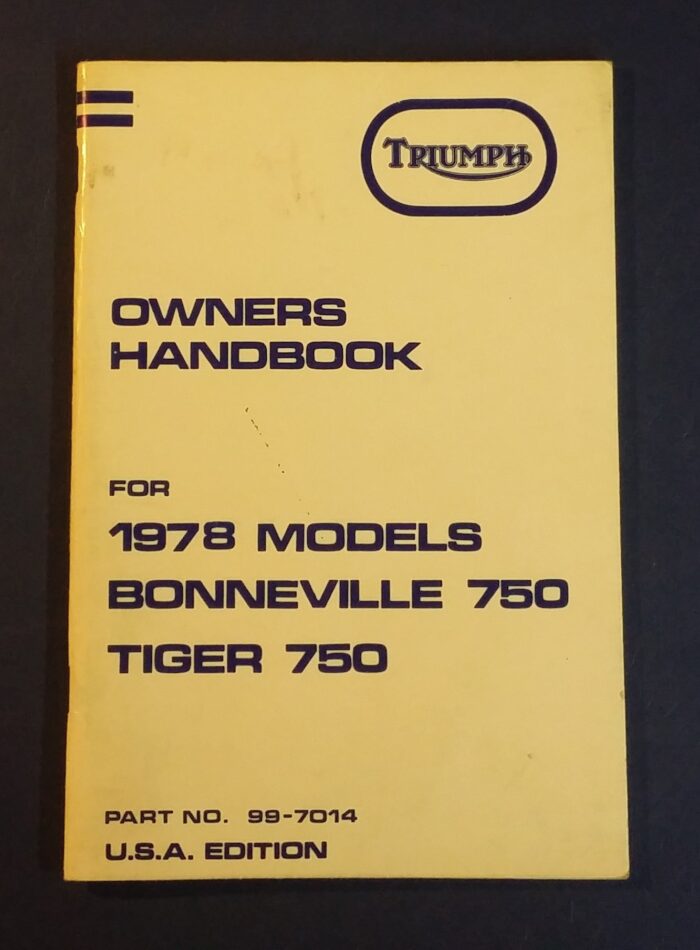 TRIUMPH
OWNERS
HANDBOOK
FOR
1978 MODELS
BONNEVILLE 750
TIGER 750
PART NO. 99-7014
U.S.A. EDITION